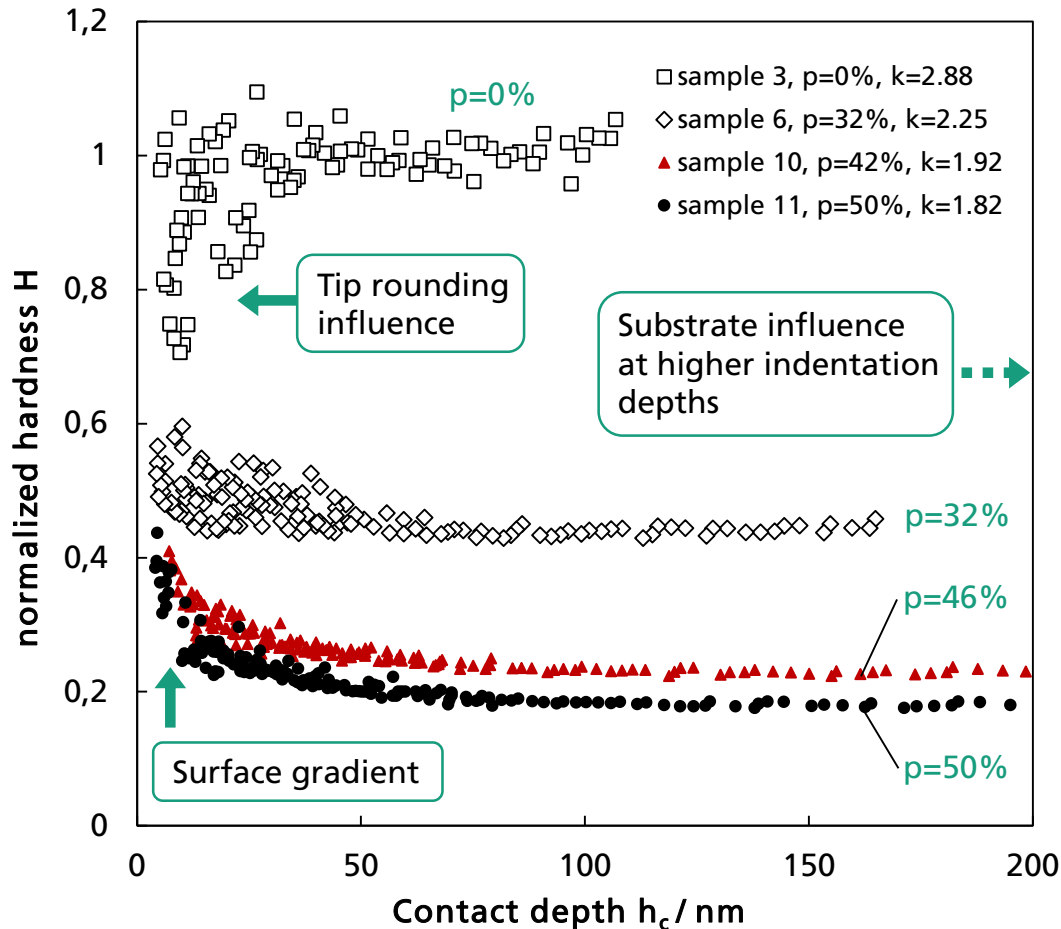 1,2
1
0,8
0,6
0,4
0,2
0
normalized hardness H
p=0%
sample 3, p=0%, k=2.88
sample 6, p=32%, k=2.25
sample 10, p=42%, k=1.92
sample 11, p=50%, k=1.82
Tip rounding
influence
Substrate influence
at higher indentation
depths
p=32%
p=46%
p=50%
Surface gradient
0
50
100
150
200
Contact depth h_c / nm